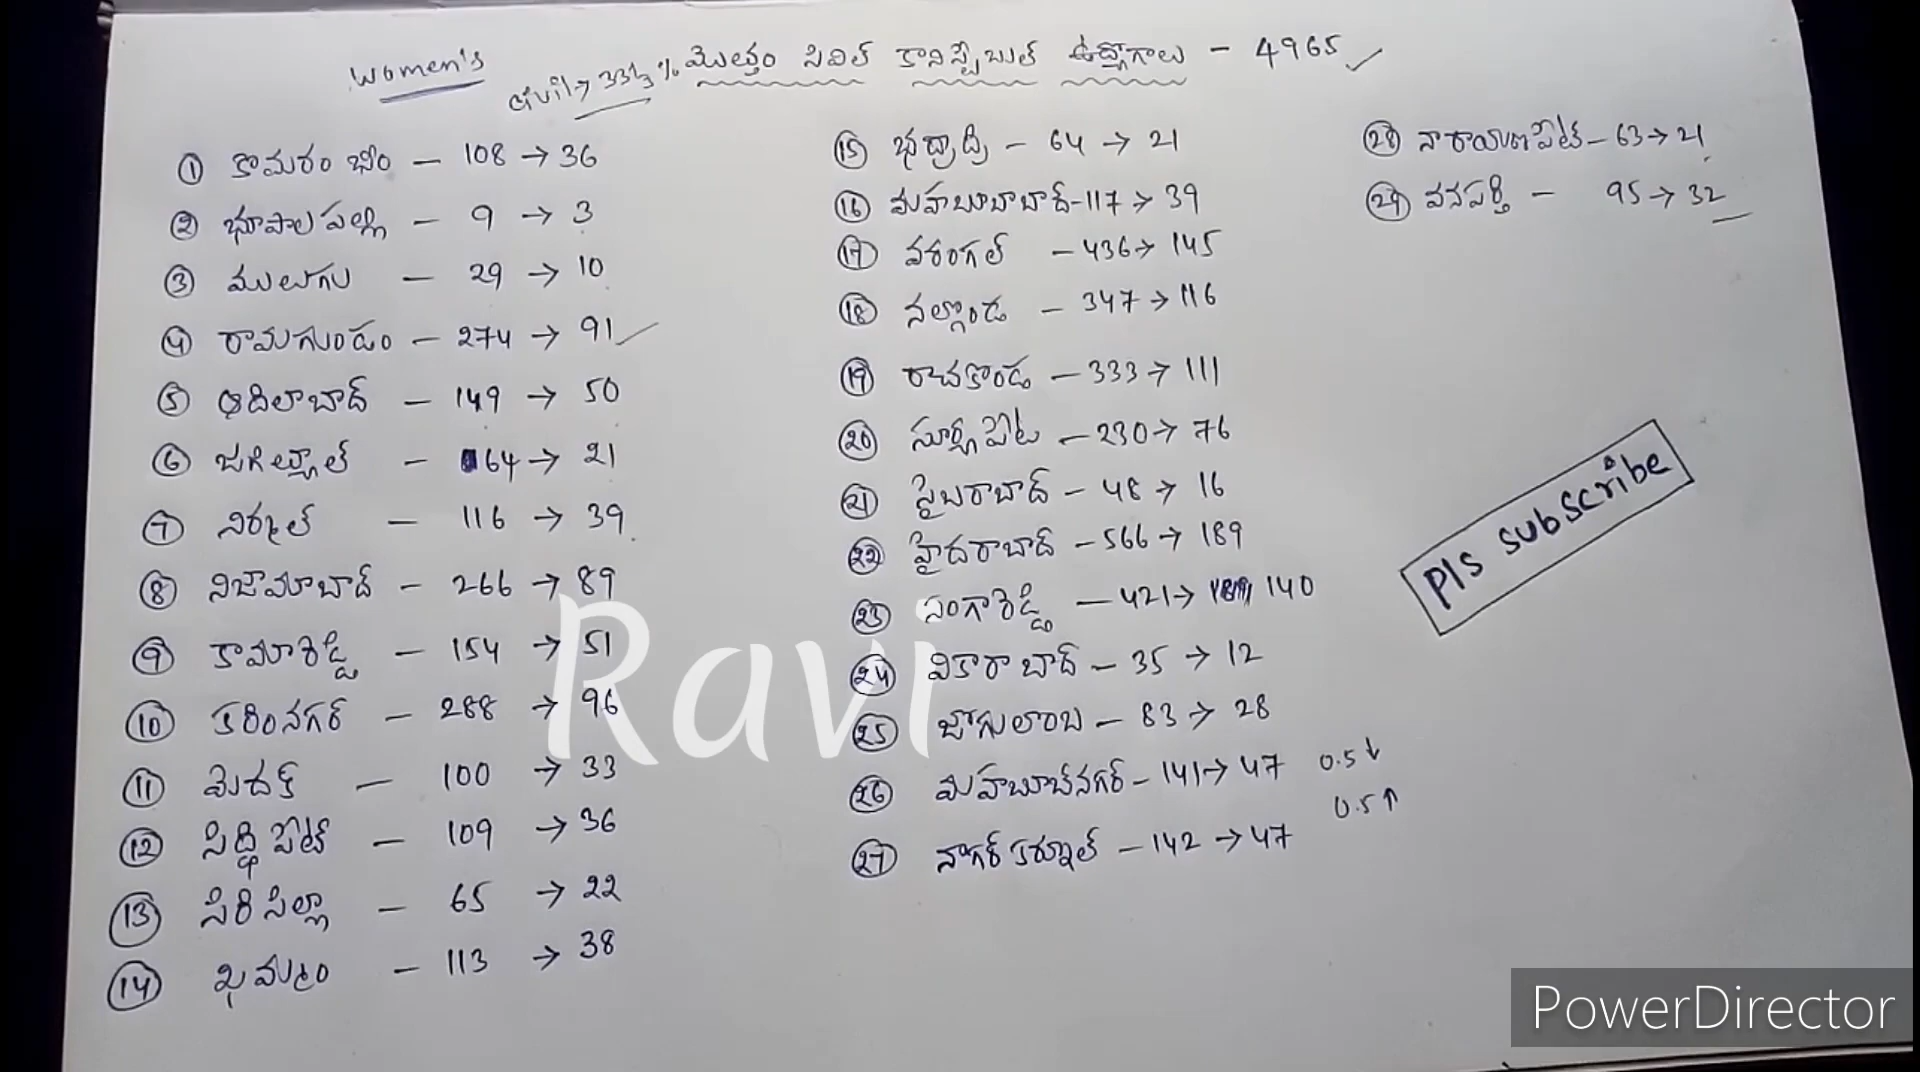 Women's
civil → 33 1/3 % మొత్తం సివిల్ కానిస్టేబుల్ ఉద్యోగాలు - 4965 ✓
① కొమరం భీం - 108 → 36
② భూపాలపల్లి - 9 → 3
③ ములుగు - 29 → 10
④ రామగుండం - 274 → 91
⑤ ఆదిలాబాద్ - 149 → 50
⑥ జగిత్యాల్ - 64 → 21
⑦ నిర్మల్ - 116 → 39
⑧ నిజామాబాద్ - 266 → 89
⑨ కామారెడ్డి - 154 → 51
⑩ కరీంనగర్ - 288 → 96
⑪ మెదక్ - 100 → 33
⑫ సిద్ధిపేట్ - 109 → 36
⑬ సిరిసిల్లా - 65 → 22
⑭ ఖమ్మం - 113 → 38
⑮ భద్రాద్రి - 64 → 21
⑯ మహబూబాబాద్ - 117 → 39
⑰ వరంగల్ - 436 → 145
⑱ నల్గొండ - 347 → 116
⑲ రాచకొండ - 333 → 111
⑳ సూర్యాపేట - 230 → 76
㉑ సైబరాబాద్ - 48 → 16
㉒ హైదరాబాద్ - 566 → 189
㉓ సంగారెడ్డి - 421 → 140
㉔ వికారాబాద్ - 35 → 12
㉕ జోగులాంబ - 83 → 28
㉖ మహబూబ్‌నగర్ - 141 → 47 0.5 ↓
0.5 ↑
㉗ నాగర్ కర్నూల్ - 142 → 47
㉘ నారాయణపేట్ - 63 → 21
㉙ వనపర్తి - 95 → 32
Pls subscribe
Ravi
PowerDirector